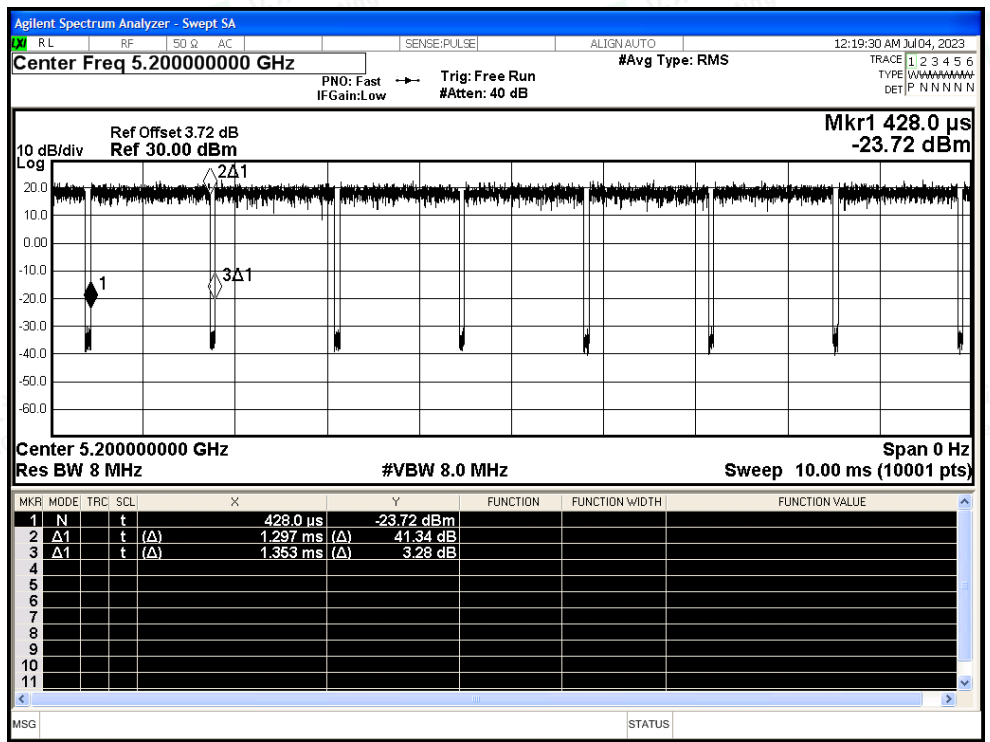 Agilent Spectrum Analyzer - Swept SA
LXI RL RF 50 Ω AC SENSE:PULSE ALIGN AUTO 12:19:30 AM Jul 04, 2023
Center Freq 5.200000000 GHz #Avg Type: RMS TRACE 1 2 3 4 5 6
PNO: Fast Trig: Free Run TYPE WWWWWW
IFGain:Low #Atten: 40 dB DET P N N N N N
Mkr1 428.0 µs
Ref Offset 3.72 dB
10 dB/div Ref 30.00 dBm -23.72 dBm
Log
2Δ1
20.0
10.0
0.00
-10.0
3Δ1
1
-20.0
-30.0
-40.0
-50.0
-60.0
Center 5.200000000 GHz Span 0 Hz
Res BW 8 MHz #VBW 8.0 MHz Sweep 10.00 ms (10001 pts)
MKR MODE TRC SCL X Y FUNCTION FUNCTION WIDTH FUNCTION VALUE
1 N t 428.0 µs -23.72 dBm
2 Δ1 t (Δ) 1.297 ms (Δ) 41.34 dB
3 Δ1 t (Δ) 1.353 ms (Δ) 3.28 dB
4
5
6
7
8
9
10
11
MSG STATUS